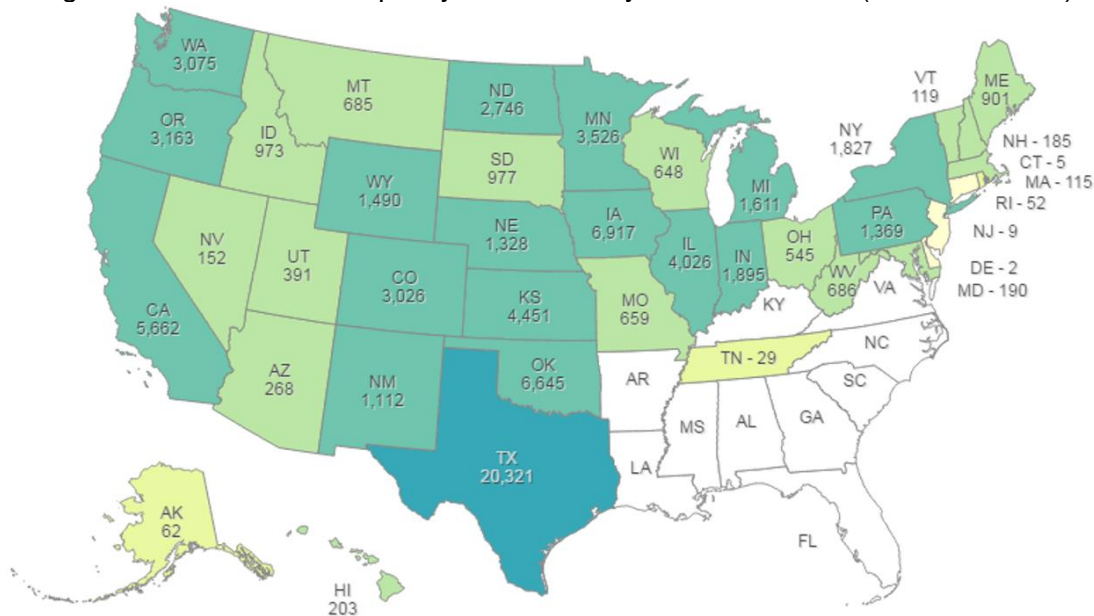 WA
3,075
MT
685
ND
2,746
MN
3,526
VT
119
ME
901
OR
3,163
ID
973
SD
977
WI
648
NY
1,827
NH - 185
CT - 5
MA - 115
RI - 52
WY
1,490
MI
1,611
NE
1,328
IA
6,917
PA
1,369
NJ - 9
NV
152
UT
391
IL
4,026
IN
1,895
OH
545
DE - 2
MD - 190
CO
3,026
KS
4,451
MO
659
WV
686
VA
KY
CA
5,662
AZ
268
NM
1,112
OK
6,645
TN - 29
NC
AR
SC
MS
AL
GA
TX
20,321
LA
FL
AK
62
HI
203